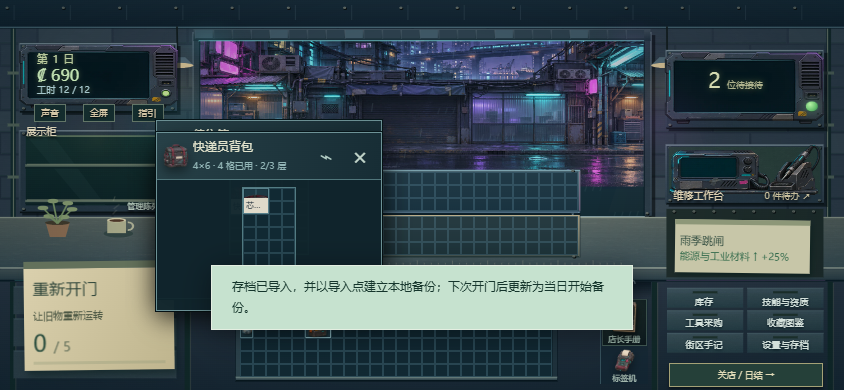 第 1 日
₡ 690
工时 12 / 12
声音
全屏
指引
展示柜
快递员背包
4×6 · 4 格已用 · 2/3 层
芯...
2 位待接待
维修工作台
0 件待办 ↗
雨季跳闸
能源与工业材料↑+25%
重新开门
让旧物重新运转
0 / 5
存档已导入，并以导入点建立本地备份；下次开门后更新为当日开始备
份。
店长手册
标签机
库存
技能与资质
工具采购
收藏图鉴
街区手记
设置与存档
关店 / 日结 →